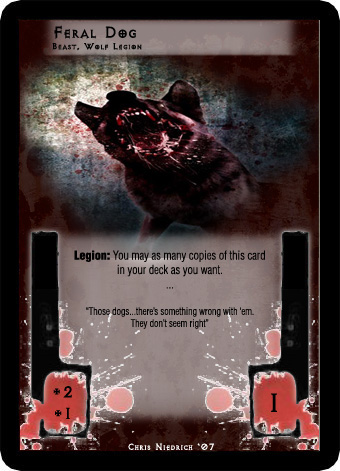 Feral Dog
Beast, Wolf Legion
Legion: You may as many copies of this card
in your deck as you want.
...
"Those dogs...there's something wrong with 'em.
They don't seem right"
+2
+1
I
Chris Niedrich '07